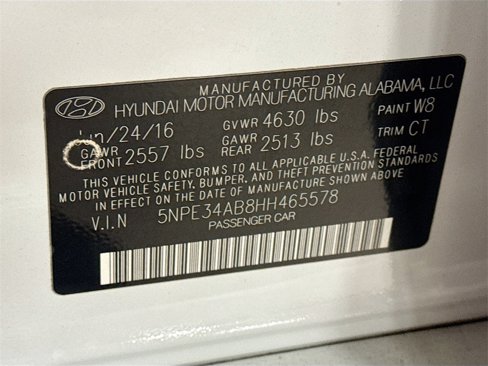 MANUFACTURED BY
HYUNDAI MOTOR MANUFACTURING ALABAMA, LLC
/24/16 GVWR 4630 lbs PAINT W8
GAWR FRONT 2557 lbs GAWR REAR 2513 lbs TRIM CT
THIS VEHICLE CONFORMS TO ALL APPLICABLE U.S.A. FEDERAL
MOTOR VEHICLE SAFETY, BUMPER, AND THEFT PREVENTION STANDARDS
IN EFFECT ON THE DATE OF MANUFACTURE SHOWN ABOVE.
V.I.N 5NPE34AB8HH465578
PASSENGER CAR